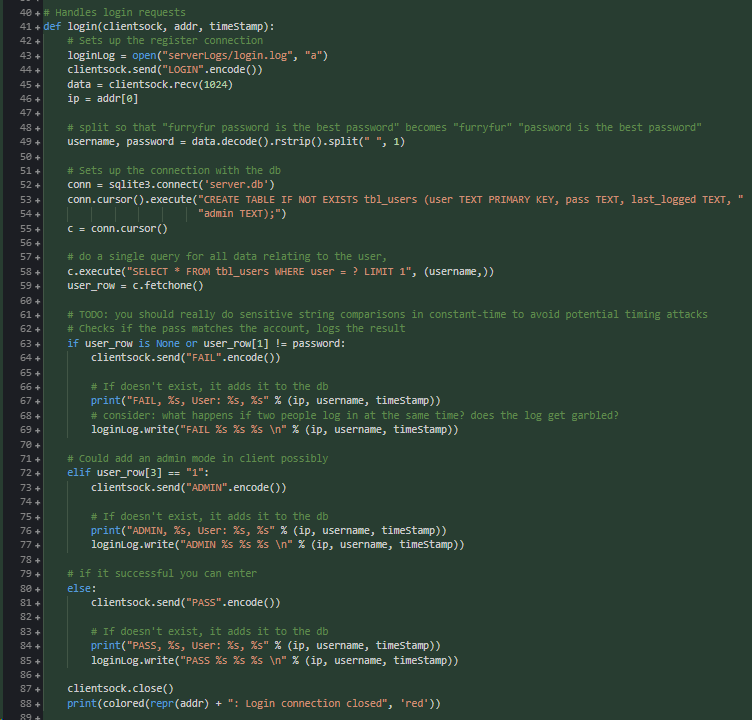 40 + # Handles login requests
41 + def login(clientsock, addr, timeStamp):
42 + # Sets up the register connection
43 + loginLog = open("serverLogs/login.log", "a")
44 + clientsock.send("LOGIN".encode())
45 + data = clientsock.recv(1024)
46 + ip = addr[0]
47 +
48 + # split so that "furryfur password is the best password" becomes "furryfur" "password is the best password"
49 + username, password = data.decode().rstrip().split(" ", 1)
50 +
51 + # Sets up the connection with the db
52 + conn = sqlite3.connect('server.db')
53 + conn.cursor().execute("CREATE TABLE IF NOT EXISTS tbl_users (user TEXT PRIMARY KEY, pass TEXT, last_logged TEXT, "
54 + "admin TEXT);")
55 + c = conn.cursor()
56 +
57 + # do a single query for all data relating to the user,
58 + c.execute("SELECT * FROM tbl_users WHERE user = ? LIMIT 1", (username,))
59 + user_row = c.fetchone()
60 +
61 + # TODO: you should really do sensitive string comparisons in constant-time to avoid potential timing attacks
62 + # Checks if the pass matches the account, logs the result
63 + if user_row is None or user_row[1] != password:
64 + clientsock.send("FAIL".encode())
65 +
66 + # If doesn't exist, it adds it to the db
67 + print("FAIL, %s, User: %s, %s" % (ip, username, timeStamp))
68 + # consider: what happens if two people log in at the same time? does the log get garbled?
69 + loginLog.write("FAIL %s %s %s \n" % (ip, username, timeStamp))
70 +
71 + # Could add an admin mode in client possibly
72 + elif user_row[3] == "1":
73 + clientsock.send("ADMIN".encode())
74 +
75 + # If doesn't exist, it adds it to the db
76 + print("ADMIN, %s, User: %s, %s" % (ip, username, timeStamp))
77 + loginLog.write("ADMIN %s %s %s \n" % (ip, username, timeStamp))
78 +
79 + # if it successful you can enter
80 + else:
81 + clientsock.send("PASS".encode())
82 +
83 + # If doesn't exist, it adds it to the db
84 + print("PASS, %s, User: %s, %s" % (ip, username, timeStamp))
85 + loginLog.write("PASS %s %s %s \n" % (ip, username, timeStamp))
86 +
87 + clientsock.close()
88 + print(colored(repr(addr) + ": Login connection closed", 'red'))
89 +